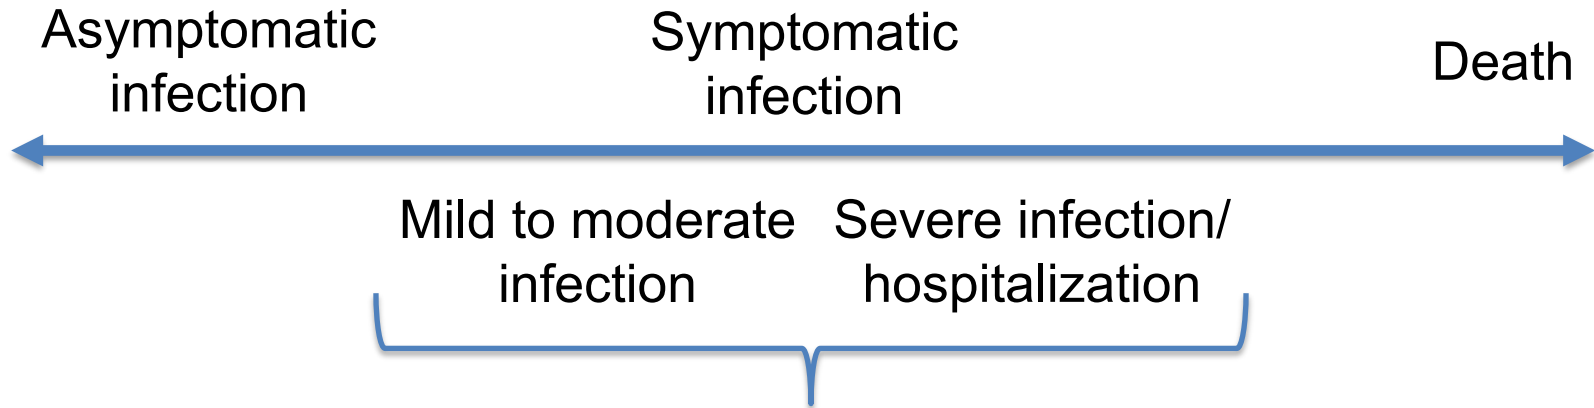 Asymptomatic
infection
Symptomatic
infection
Death
Mild to moderate
infection
Severe infection/
hospitalization